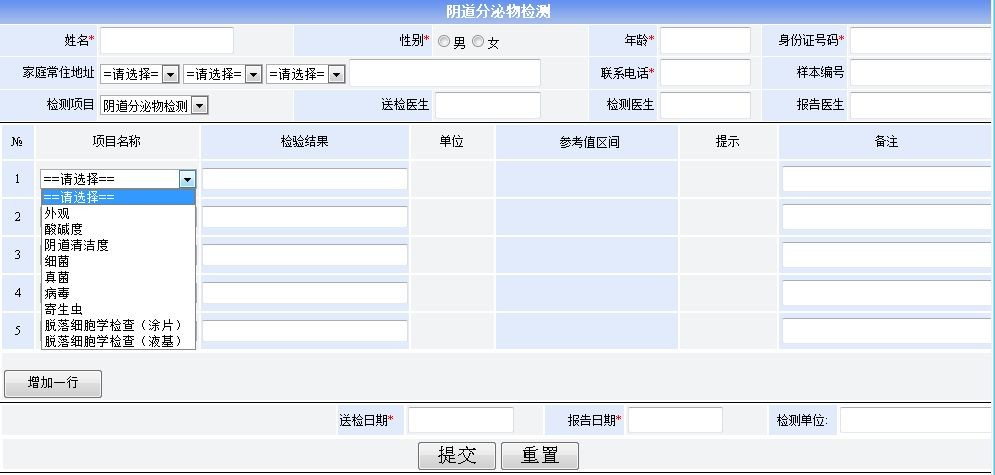 阴道分泌物检测
姓名* 性别* 男 女 年龄* 身份证号码*
家庭常住地址 =请选择= =请选择= =请选择= 联系电话* 样本编号
检测项目 阴道分泌物检测 送检医生 检测医生 报告医生
№ 项目名称 检验结果 单位 参考值区间 提示 备注
1 ==请选择==
==请选择==
外观
2
酸碱度
阴道清洁度
3
细菌
真菌
4
病毒
寄生虫
5
脱落细胞学检查（涂片）
脱落细胞学检查（液基）
增加一行
送检日期* 报告日期* 检测单位:
提交 重置